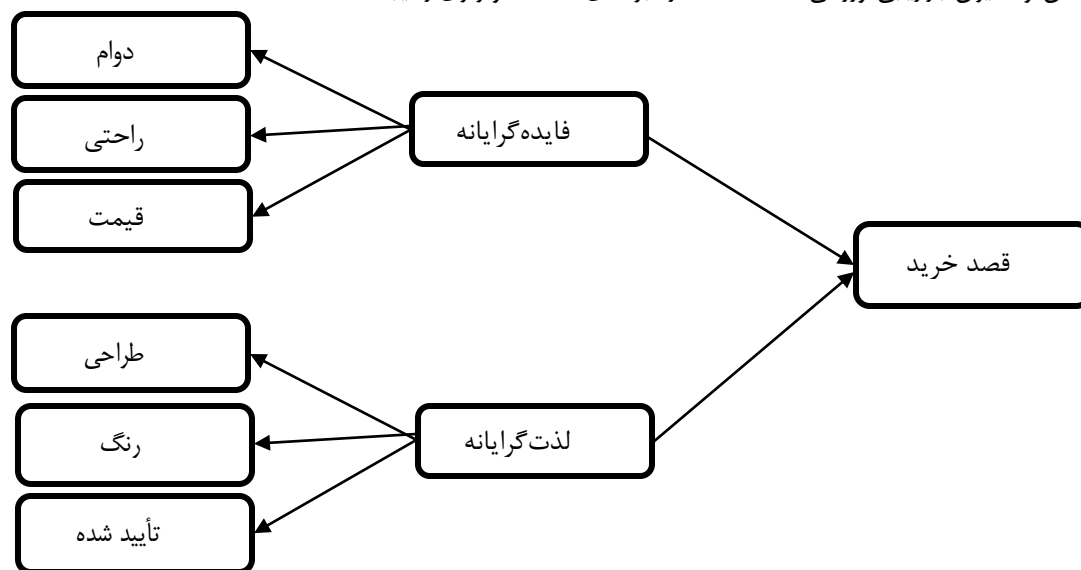 دوام
راحتی
قیمت
فایده‌گرایانه
قصد خرید
طراحی
رنگ
تأیید شده
لذت‌گرایانه